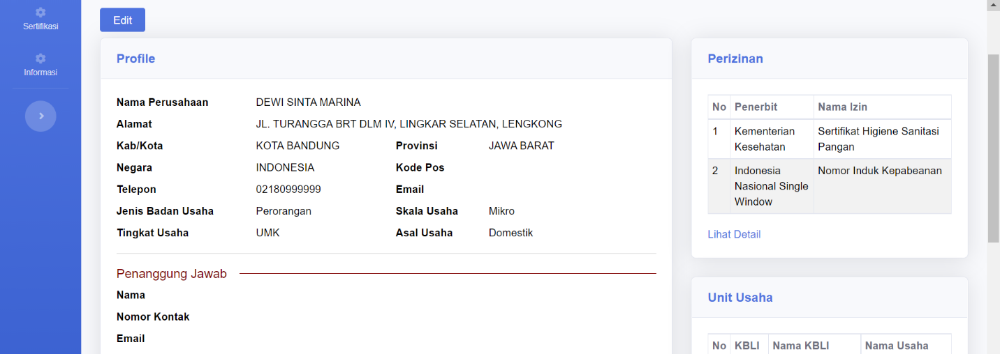 Sertifikasi
Informasi
Edit
Profile
Nama Perusahaan DEWI SINTA MARINA
Alamat JL. TURANGGA BRT DLM IV, LINGKAR SELATAN, LENGKONG
Kab/Kota KOTA BANDUNG Provinsi JAWA BARAT
Negara INDONESIA Kode Pos
Telepon 02180999999 Email
Jenis Badan Usaha Perorangan Skala Usaha Mikro
Tingkat Usaha UMK Asal Usaha Domestik
Penanggung Jawab
Nama
Nomor Kontak
Email
Perizinan
No Penerbit Nama Izin
1 Kementerian Sertifikat Higiene Sanitasi
Kesehatan Pangan
2 Indonesia Nomor Induk Kepabeanan
Nasional Single
Window
Lihat Detail
Unit Usaha
No KBLI Nama KBLI Nama Usaha